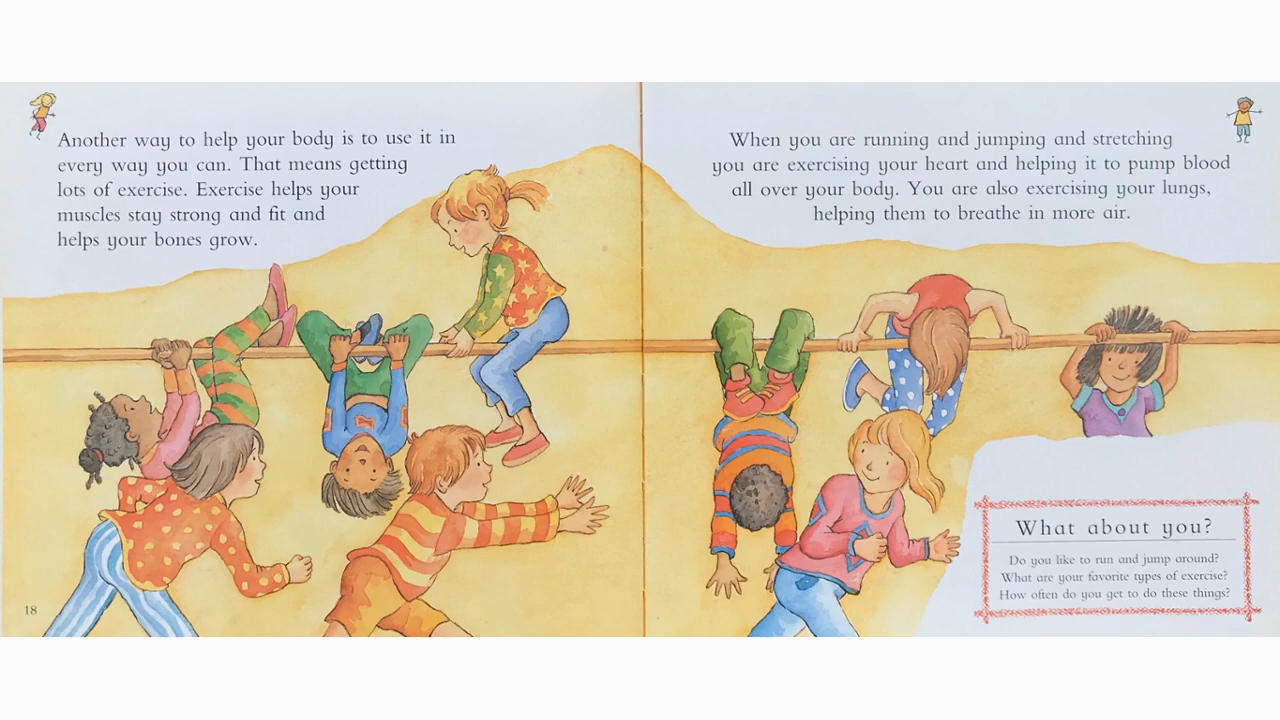 Another way to help your body is to use it in
every way you can. That means getting
lots of exercise. Exercise helps your
muscles stay strong and fit and
helps your bones grow.
18
When you are running and jumping and stretching
you are exercising your heart and helping it to pump blood
all over your body. You are also exercising your lungs,
helping them to breathe in more air.
What about you?
Do you like to run and jump around?
What are your favorite types of exercise?
How often do you get to do these things?